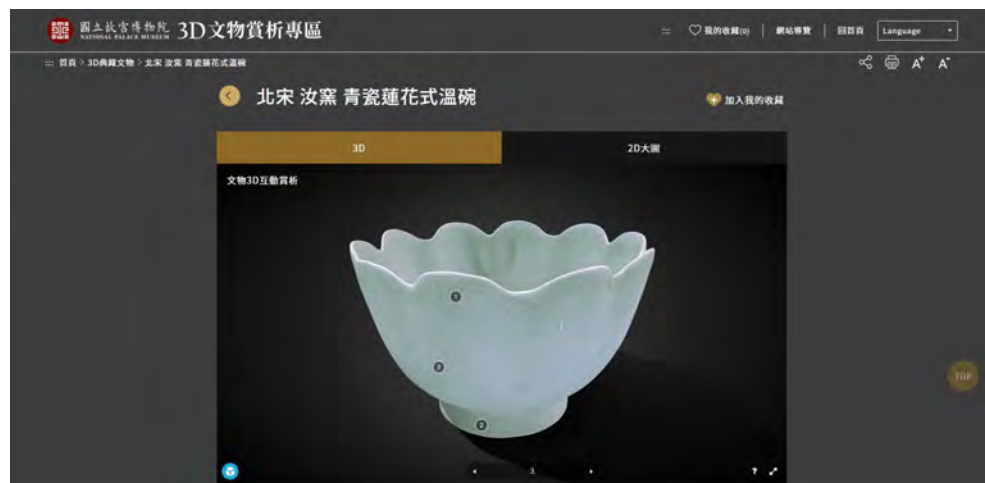 國立故宮博物院 3D文物賞析專區
NATIONAL PALACE MUSEUM
::: 我的收藏(0) | 網站導覽 | 回首頁 Language
::: 首頁 > 3D典藏文物 > 北宋 汝窯 青瓷蓮花式溫碗
A+ A-
北宋 汝窯 青瓷蓮花式溫碗
加入我的收藏
3D 2D大圖
文物3D互動賞析
1
3
2
TOP
3 ?